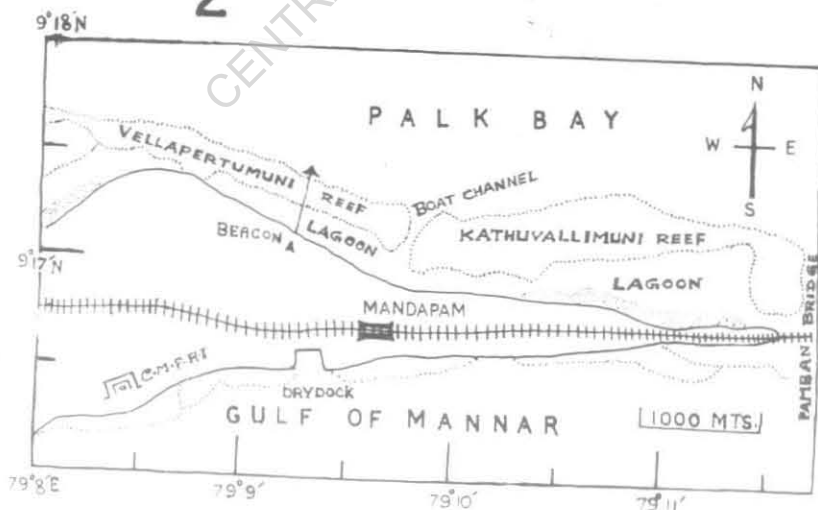 2
CENTR
9°18'N
PALK BAY
N
W E
S
VELLAPERTUMUNI REEF
BOAT CHANNEL
BEACON
LAGOON
KATHUVALLIMUNI REEF
9°17'N
LAGOON
MANDAPAM
PAMBAN BRIDGE
C.M.F.R.I
DRYDOCK
GULF OF MANNAR
1000 MTS.
79°8'E
79°9'
79°10'
79°11'